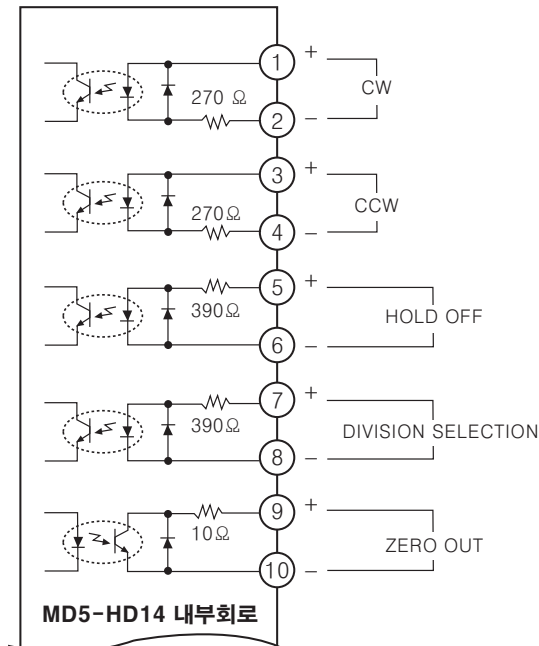 1 +
CW
270 Ω
2 −
3 +
CCW
270Ω
4 −
5 +
390Ω
HOLD OFF
6 −
7 +
390Ω
DIVISION SELECTION
8 −
9 +
10Ω
ZERO OUT
10 −
MD5-HD14 내부회로